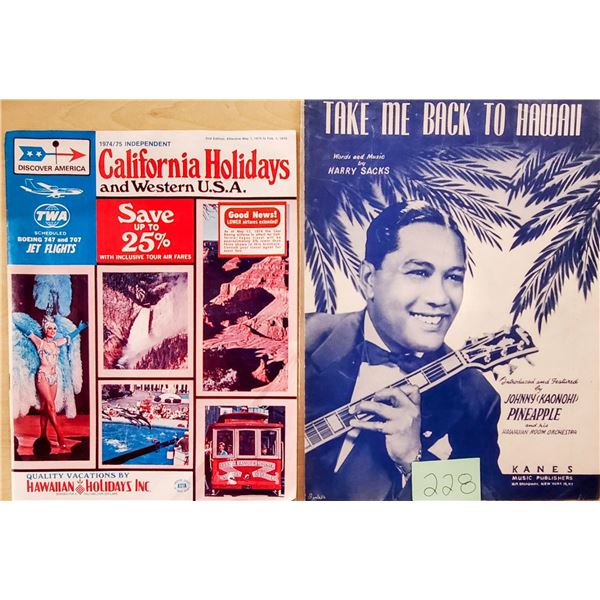 1974/75 INDEPENDENT
California Holidays
and Western U.S.A.
DISCOVER AMERICA
TWA
SCHEDULED
BOEING 747 and 707
JET FLIGHTS
Save
UP TO
25%
WITH INCLUSIVE TOUR AIR FARES
Good News!
LOWER airfares extended!
QUALITY VACATIONS BY
HAWAIIAN HOLIDAYS INC.
TAKE ME BACK TO HAWAII
Words and Music
by
HARRY SACKS
Introduced and Featured
by
JOHNNY (KAONOHI)
PINEAPPLE
and his
HAWAIIAN ROOM ORCHESTRA
KANES
MUSIC PUBLISHERS
228